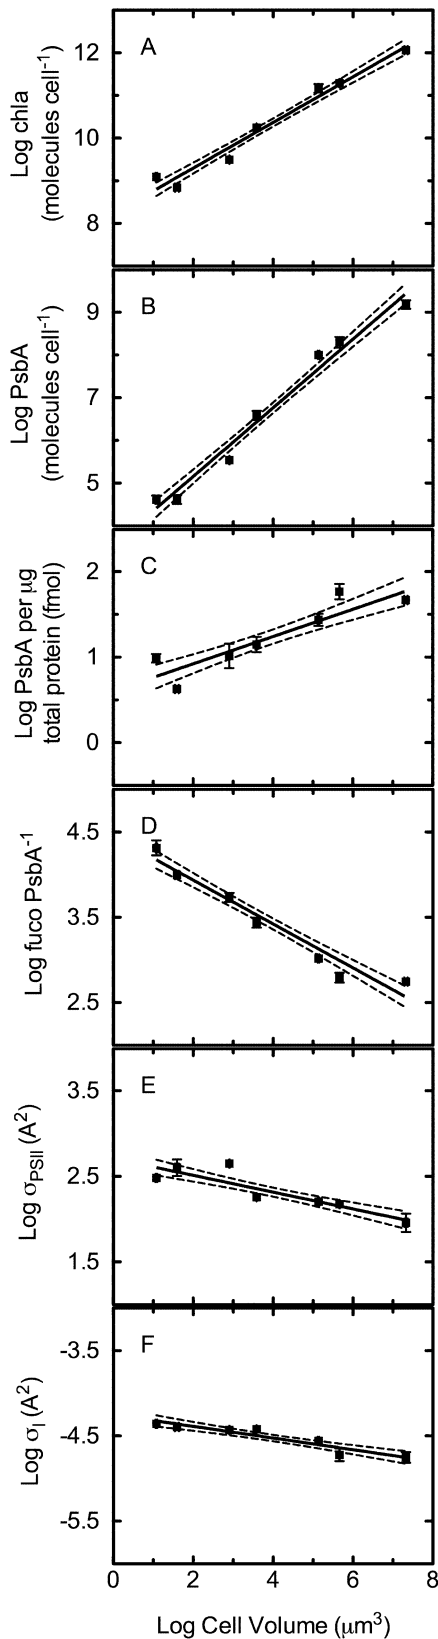 A
Log chla
(molecules cell⁻¹)
12
10
8
B
Log PsbA
(molecules cell⁻¹)
9
7
5
C
Log PsbA per μg
total protein (fmol)
2
1
0
D
Log fuco PsbA⁻¹
4.5
3.5
2.5
E
Log σPSII (A²)
3.5
2.5
1.5
F
Log σI (A²)
-3.5
-4.5
-5.5
0 2 4 6 8
Log Cell Volume (μm³)